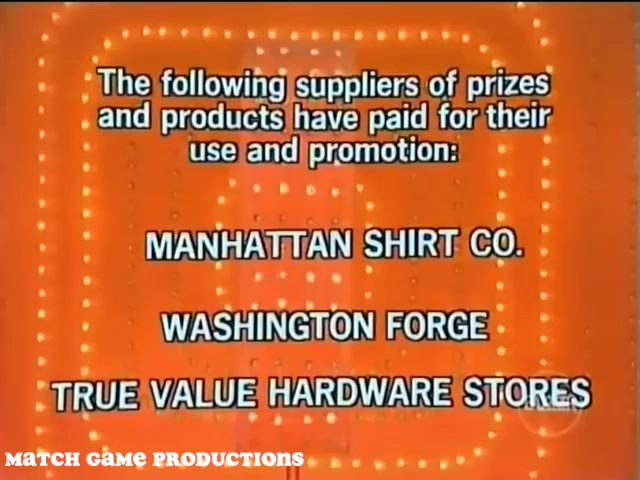 The following suppliers of prizes
and products have paid for their
use and promotion:
MANHATTAN SHIRT CO.
WASHINGTON FORGE
TRUE VALUE HARDWARE STORES
MATCH GAME PRODUCTIONS